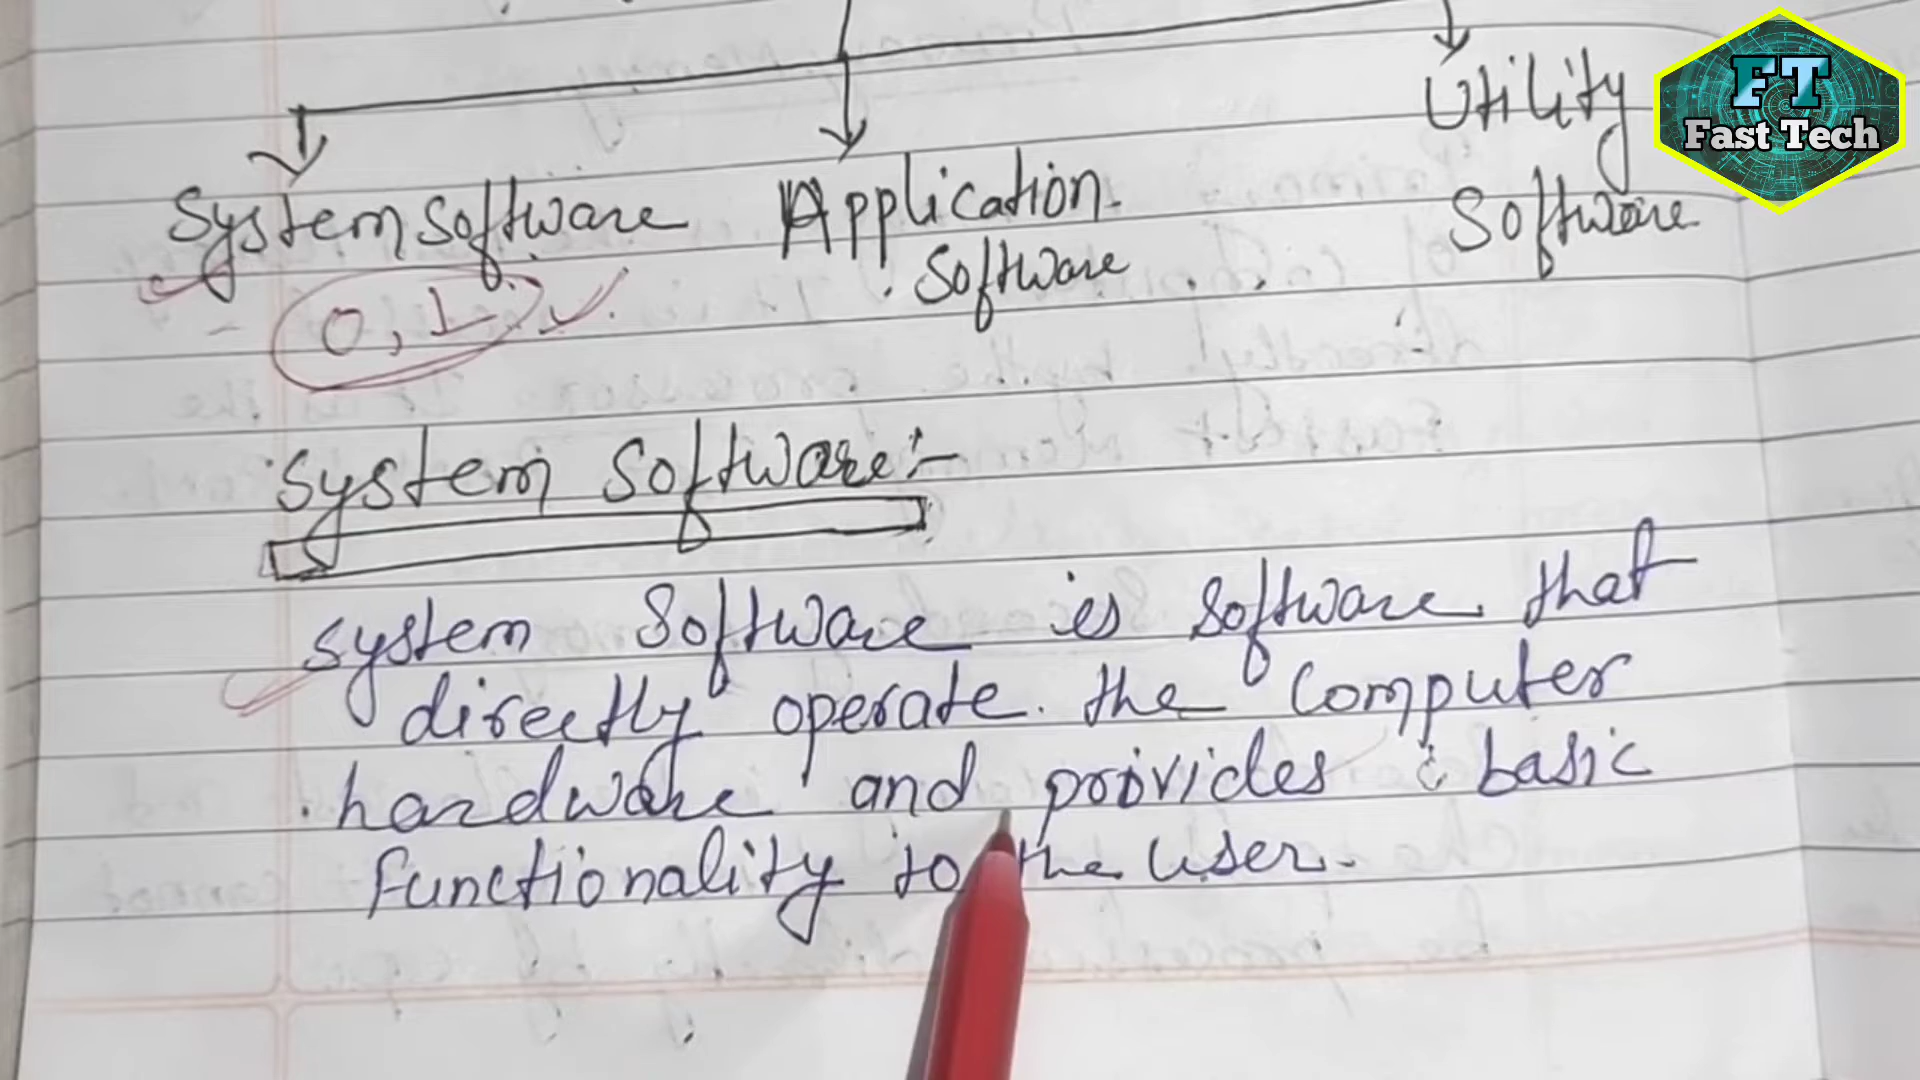 Utility
System Software Application
Software
Software
0, 1
System Software:-
System Software is Software that
directly operate the Computer
hardware and provides basic
functionality to the user.
FT
Fast Tech